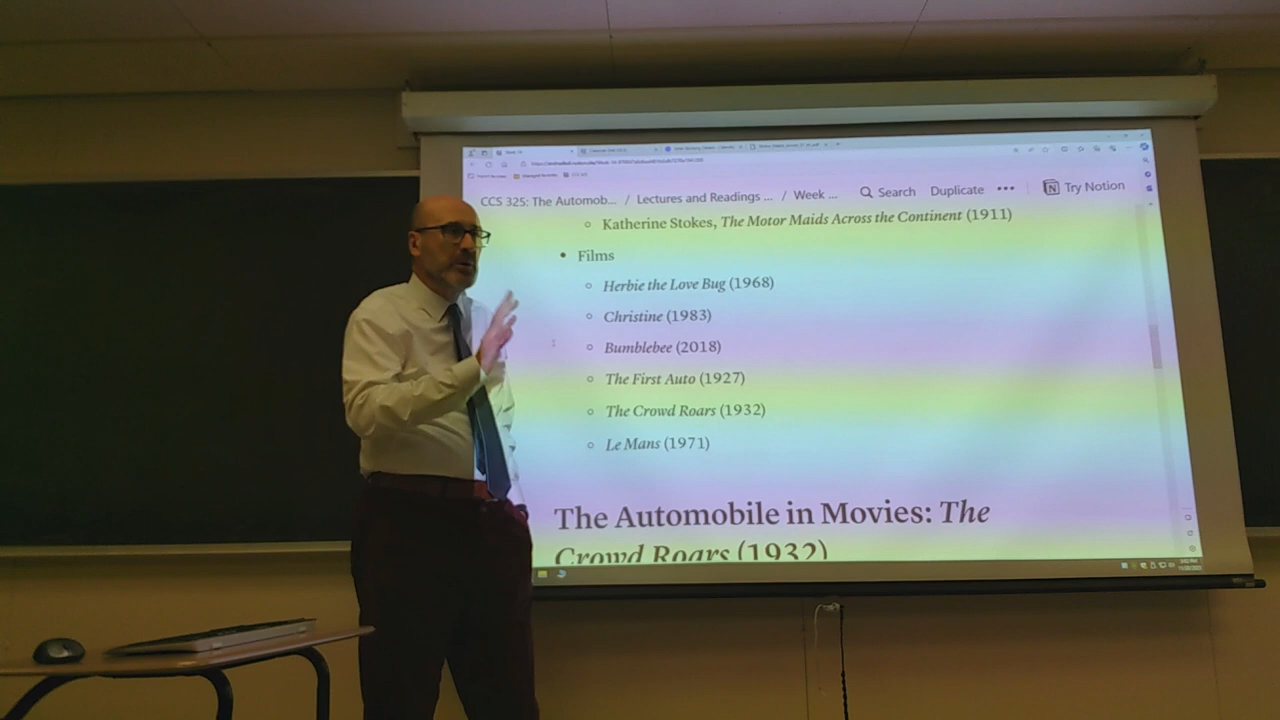 CCS 325: The Automob... / Lectures and Readings ... / Week ... Search Duplicate ••• Try Notion
Katherine Stokes, The Motor Maids Across the Continent (1911)
Films
Herbie the Love Bug (1968)
Christine (1983)
Bumblebee (2018)
The First Auto (1927)
The Crowd Roars (1932)
Le Mans (1971)
The Automobile in Movies: The
Crowd Roars (1932)